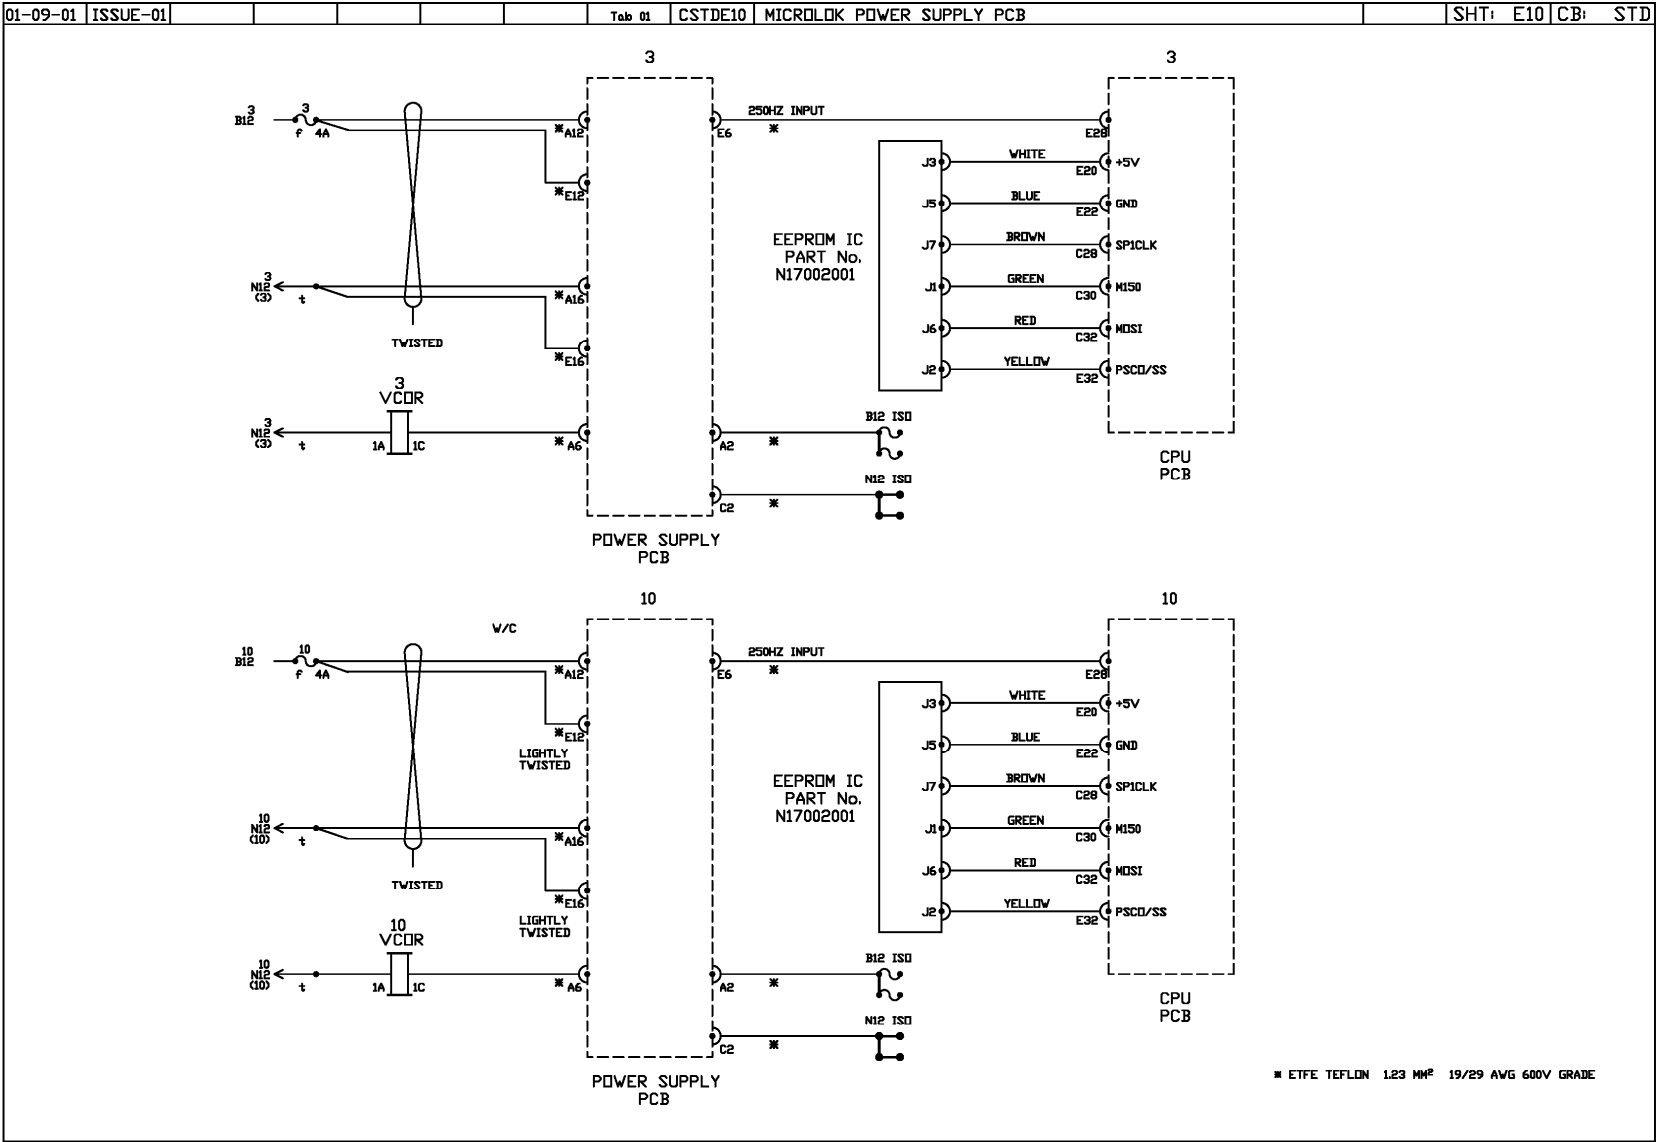 01-09-01 ISSUE-01 Tab 01 CSTDE10 MICROLOK POWER SUPPLY PCB SHT: E10 CB: STD
3 3
3
B12
3
f 4A
* A12
E6
250HZ INPUT
*
E28
* E12
J3 WHITE E20 +5V
J5 BLUE E22 GND
EEPROM IC
PART No.
N17002001
J7 BROWN C28 SP1CLK
J1 GREEN C30 M150
J6 RED C32 MOSI
J2 YELLOW E32 PSCO/SS
3
N12
(3)
t
* A16
TWISTED
* E16
3
VCOR
3
N12
(3)
t
1A 1C
* A6
A2
*
B12 ISO
N12 ISO
C2
*
CPU
PCB
POWER SUPPLY
PCB
10 10
W/C
10
B12
10
f 4A
* A12
E6
250HZ INPUT
*
E28
* E12
LIGHTLY
TWISTED
J3 WHITE E20 +5V
J5 BLUE E22 GND
EEPROM IC
PART No.
N17002001
J7 BROWN C28 SP1CLK
J1 GREEN C30 M150
J6 RED C32 MOSI
J2 YELLOW E32 PSCO/SS
10
N12
(10)
t
* A16
TWISTED
* E16
LIGHTLY
TWISTED
10
VCOR
10
N12
(10)
t
1A 1C
* A6
A2
*
B12 ISO
N12 ISO
C2
*
CPU
PCB
POWER SUPPLY
PCB
* ETFE TEFLON 1.23 MM² 19/29 AWG 600V GRADE